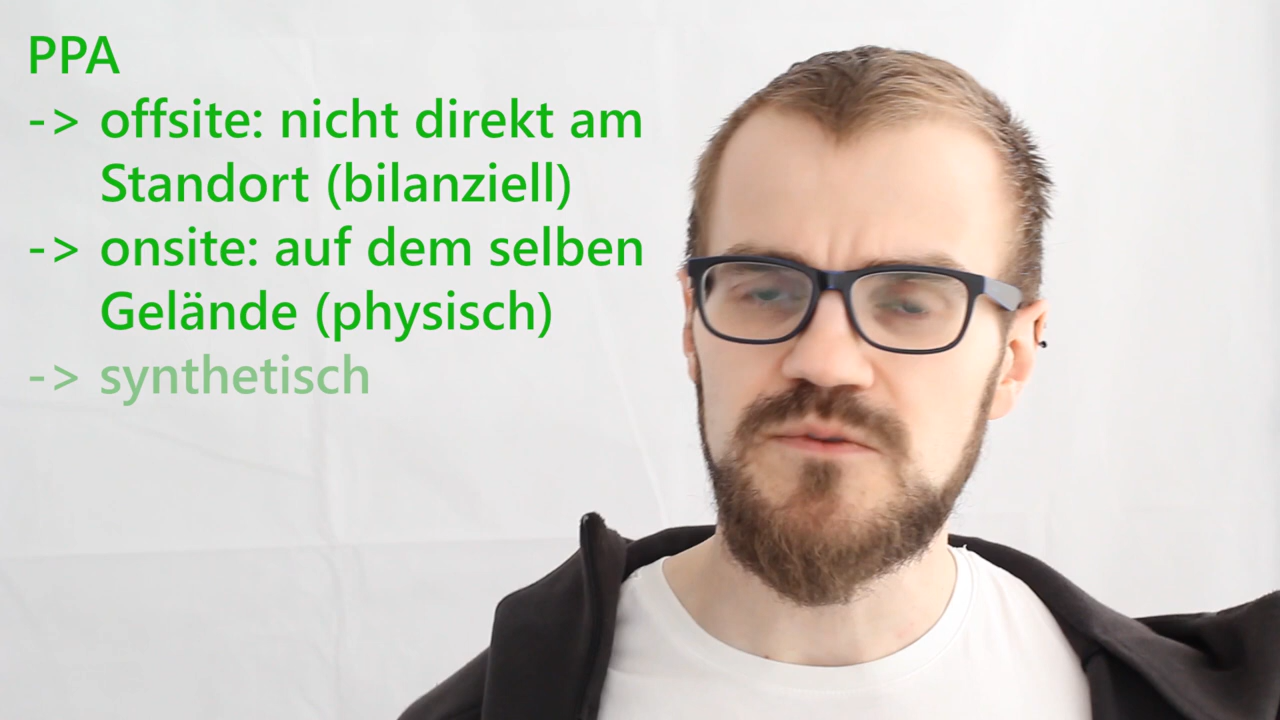 PPA
-> offsite: nicht direkt am
Standort (bilanziell)
-> onsite: auf dem selben
Gelände (physisch)
-> synthetisch